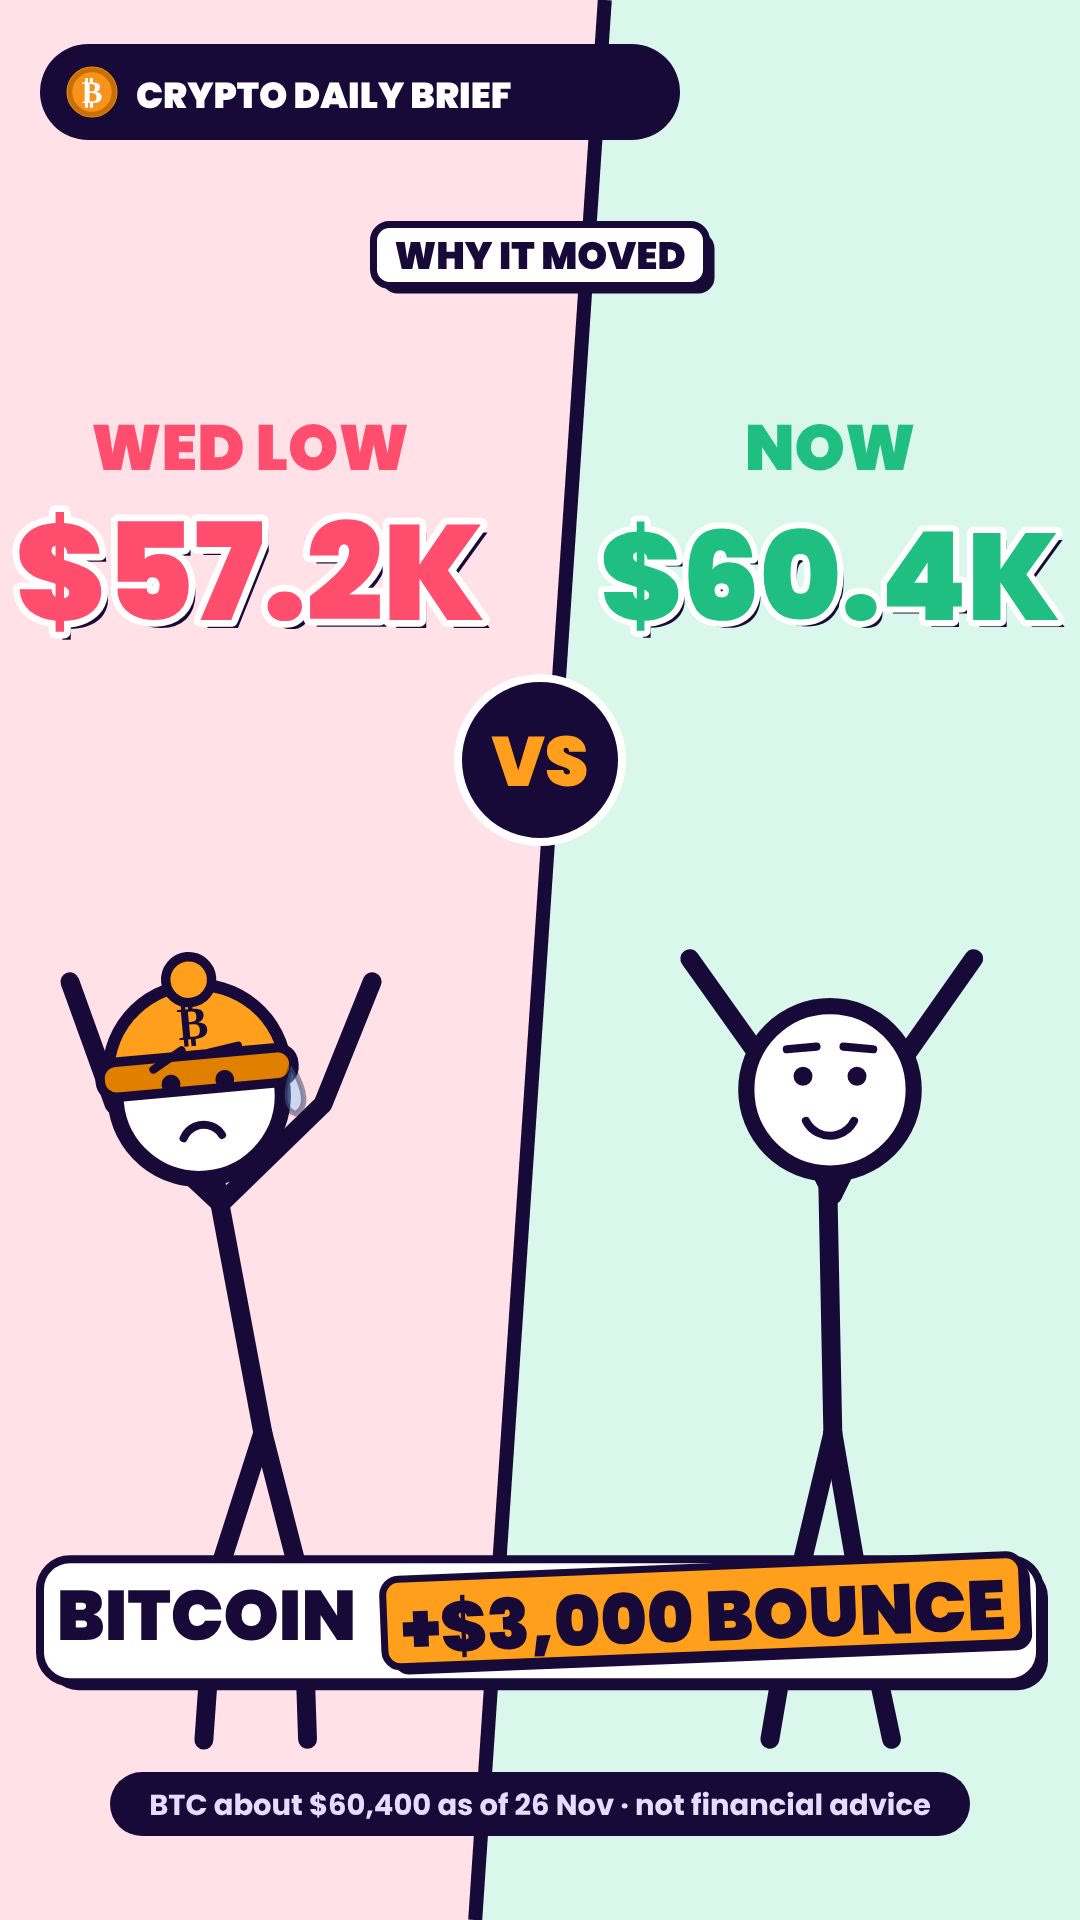 ₿ CRYPTO DAILY BRIEF
WHY IT MOVED
WED LOW
$57.2K
NOW
$60.4K
VS
₿
BITCOIN +$3,000 BOUNCE
BTC about $60,400 as of 26 Nov · not financial advice